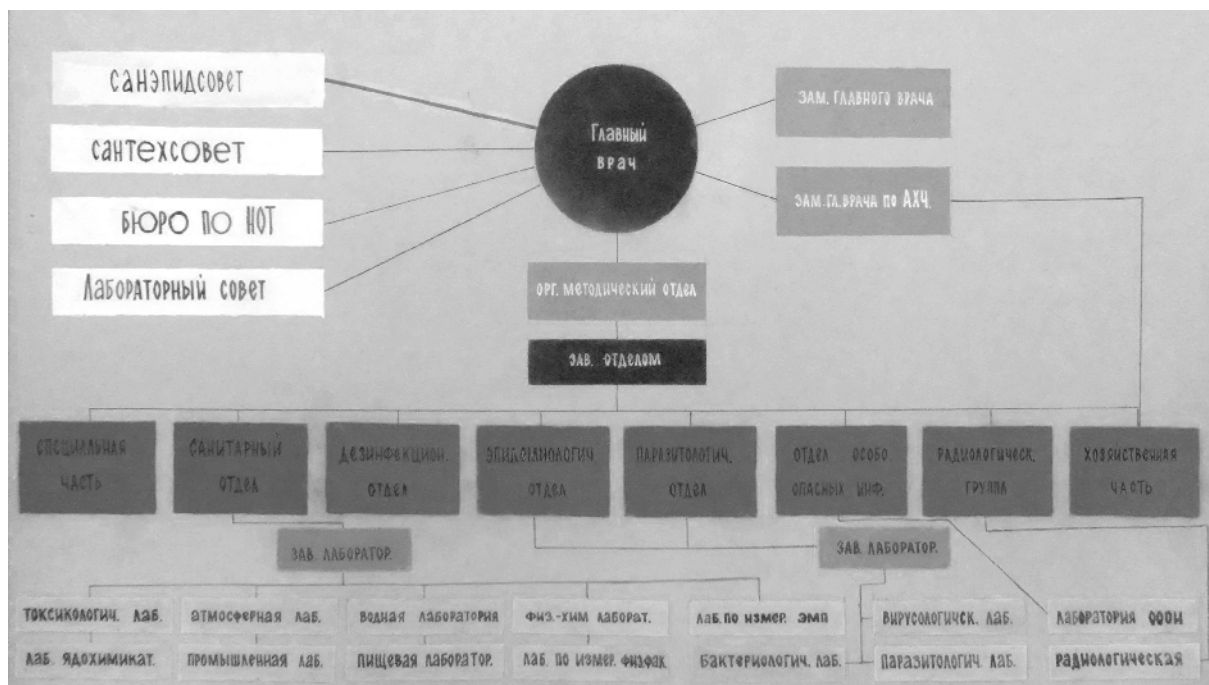 САНЭПИДСОВЕТ
САНТЕХСОВЕТ
БЮРО ПО НОТ
ЛАБОРАТОРНЫЙ СОВЕТ
ГЛАВНЫЙ
ВРАЧ
ЗАМ. ГЛАВНОГО ВРАЧА
ЗАМ. ГЛ. ВРАЧА ПО АХЧ.
ОРГ. МЕТОДИЧЕСКИЙ ОТДЕЛ
ЗАВ. ОТДЕЛОМ
СПЕЦИАЛЬНАЯ
ЧАСТЬ
САНИТАРНЫЙ
ОТДЕЛ
ДЕЗИНФЕКЦИОН.
ОТДЕЛ
ЭПИДЕМИОЛОГИЧ.
ОТДЕЛ
ПАРАЗИТОЛОГИЧ.
ОТДЕЛ
ОТДЕЛ ОСОБО
ОПАСНЫХ ИНФ.
РАДИОЛОГИЧЕСК.
ГРУППА
ХОЗЯЙСТВЕННАЯ
ЧАСТЬ
ЗАВ. ЛАБОРАТОР.
ЗАВ. ЛАБОРАТОР.
ТОКСИКОЛОГИЧ. ЛАБ.
АТМОСФЕРНАЯ ЛАБ.
ВОДНАЯ ЛАБОРАТОРИЯ
ФИЗ.-ХИМ ЛАБОРАТ.
ЛАБ. ПО ИЗМЕР. ЭМП
ВИРУСОЛОГИЧСК. ЛАБ.
ЛАБОРАТОРИЯ ООИ
ЛАБ. ЯДОХИМИКАТ.
ПРОМЫШЛЕННАЯ ЛАБ.
ПИЩЕВАЯ ЛАБОРАТОР.
ЛАБ. ПО ИЗМЕР. ФИЗФАК
БАКТЕРИОЛОГИЧ. ЛАБ.
ПАРАЗИТОЛОГИЧ. ЛАБ.
РАДИОЛОГИЧЕСКАЯ